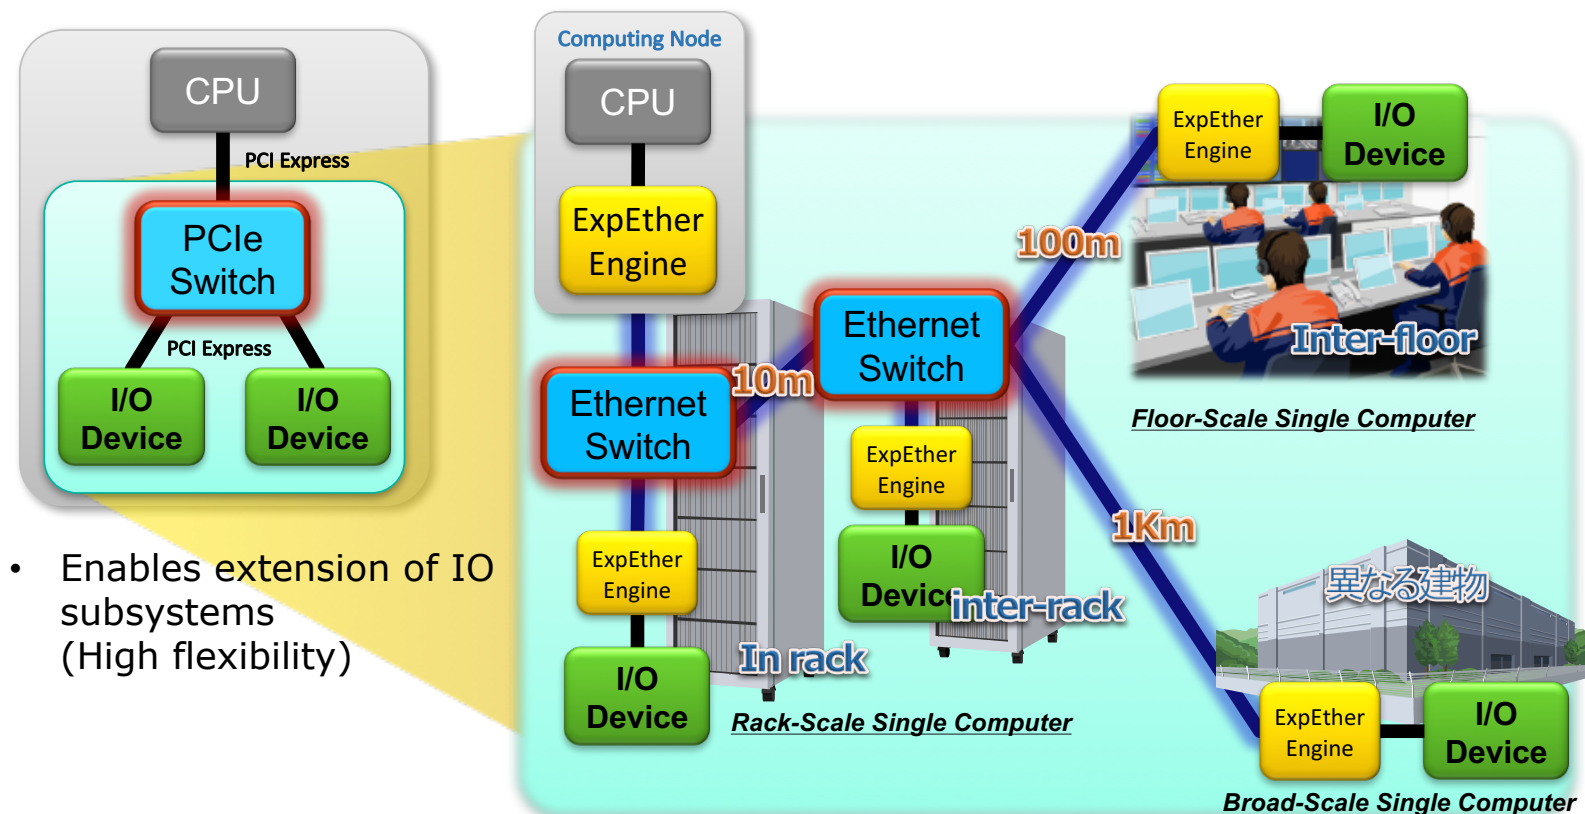 CPU
PCI Express
PCIe
Switch
PCI Express
I/O
Device
I/O
Device
• Enables extension of IO
subsystems
(High flexibility)
Computing Node
CPU
ExpEther
Engine
Ethernet
Switch
10m
Ethernet
Switch
ExpEther
Engine
I/O
Device
In rack
ExpEther
Engine
I/O
Device
inter-rack
Rack-Scale Single Computer
100m
ExpEther
Engine
I/O
Device
Inter-floor
Floor-Scale Single Computer
1Km
異なる建物
ExpEther
Engine
I/O
Device
Broad-Scale Single Computer